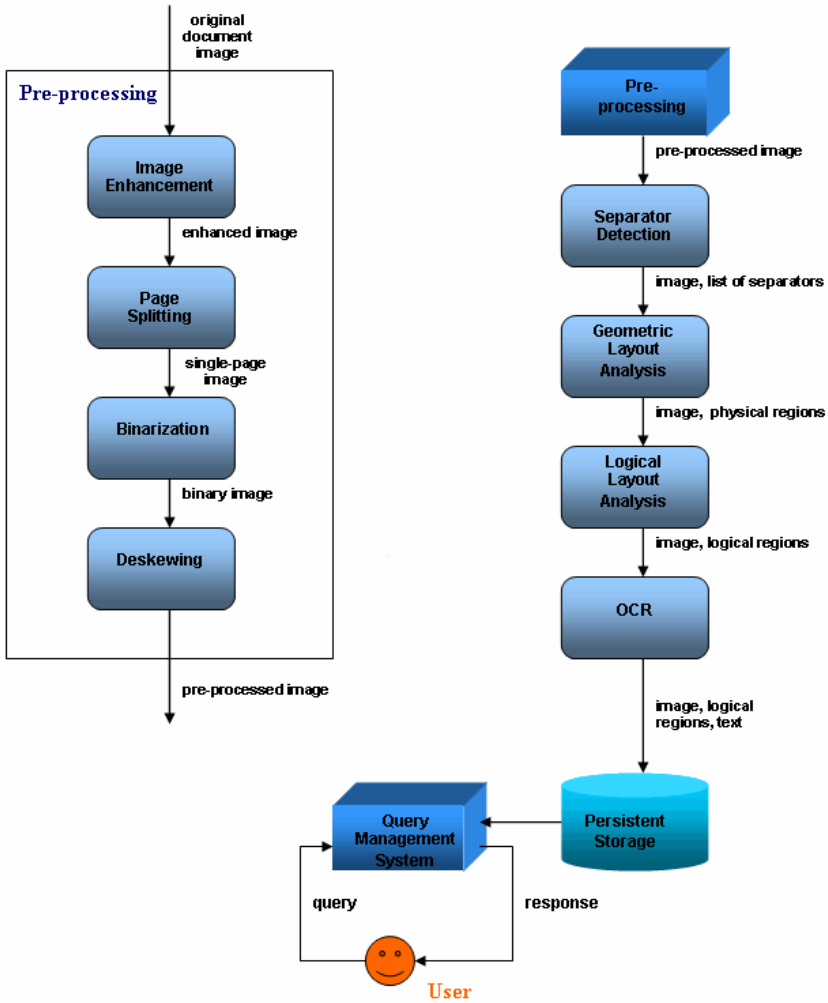 original
document
image
Pre-processing
Image
Enhancement
enhanced image
Page
Splitting
single-page
image
Binarization
binary image
Deskewing
pre-processed image
Pre-
processing
pre-processed image
Separator
Detection
image, list of separators
Geometric
Layout
Analysis
image, physical regions
Logical
Layout
Analysis
image, logical regions
OCR
image, logical
regions, text
Persistent
Storage
Query
Management
System
query
response
User